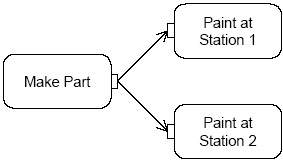 Paint at
Station 1
Make Part
Paint at
Station 2